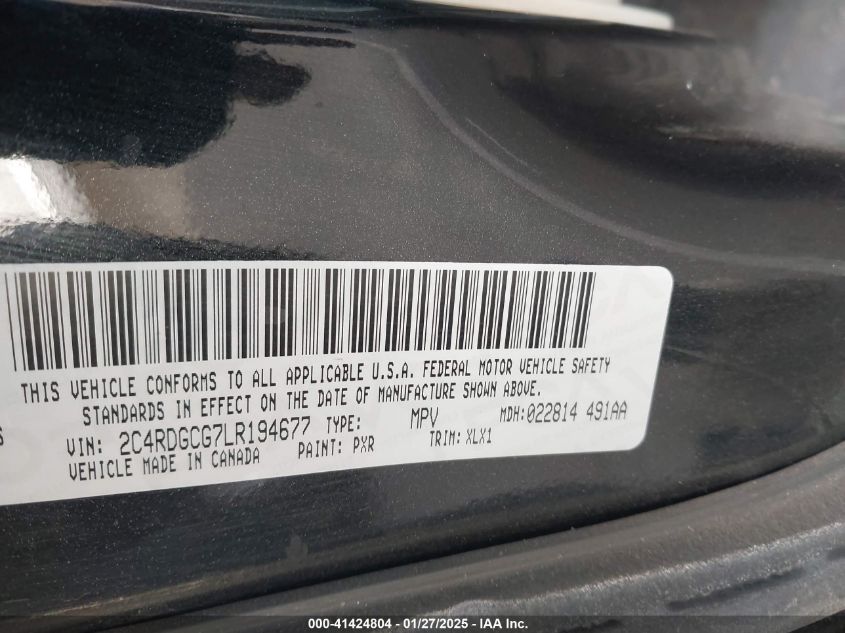 THIS VEHICLE CONFORMS TO ALL APPLICABLE U.S.A. FEDERAL MOTOR VEHICLE SAFETY
STANDARDS IN EFFECT ON THE DATE OF MANUFACTURE SHOWN ABOVE.
VIN: 2C4RDGCG7LR194677 TYPE: MPV MDH:022814 491AA
VEHICLE MADE IN CANADA PAINT: PXR TRIM: XLX1
000-41424804 | 01/27/2025 - IAA Inc.